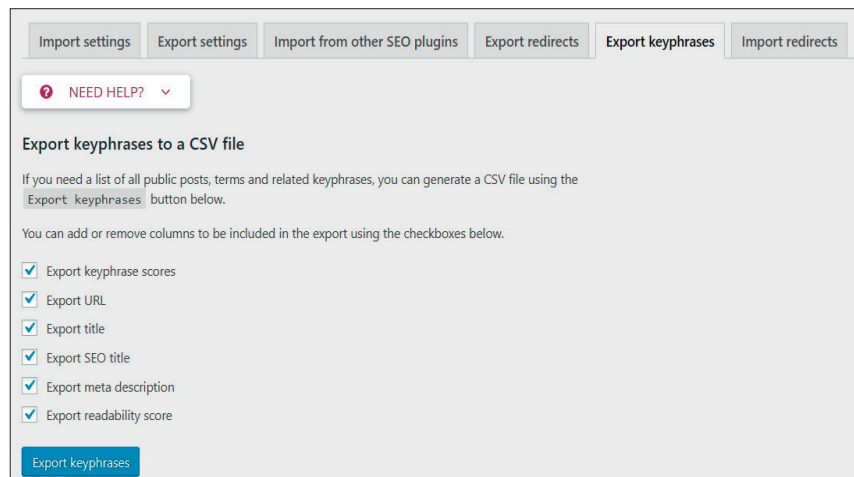 Import settings
Export settings
Import from other SEO plugins
Export redirects
Export keyphrases
Import redirects
NEED HELP?
Export keyphrases to a CSV file
If you need a list of all public posts, terms and related keyphrases, you can generate a CSV file using the
Export keyphrases button below.
You can add or remove columns to be included in the export using the checkboxes below.
Export keyphrase scores
Export URL
Export title
Export SEO title
Export meta description
Export readability score
Export keyphrases